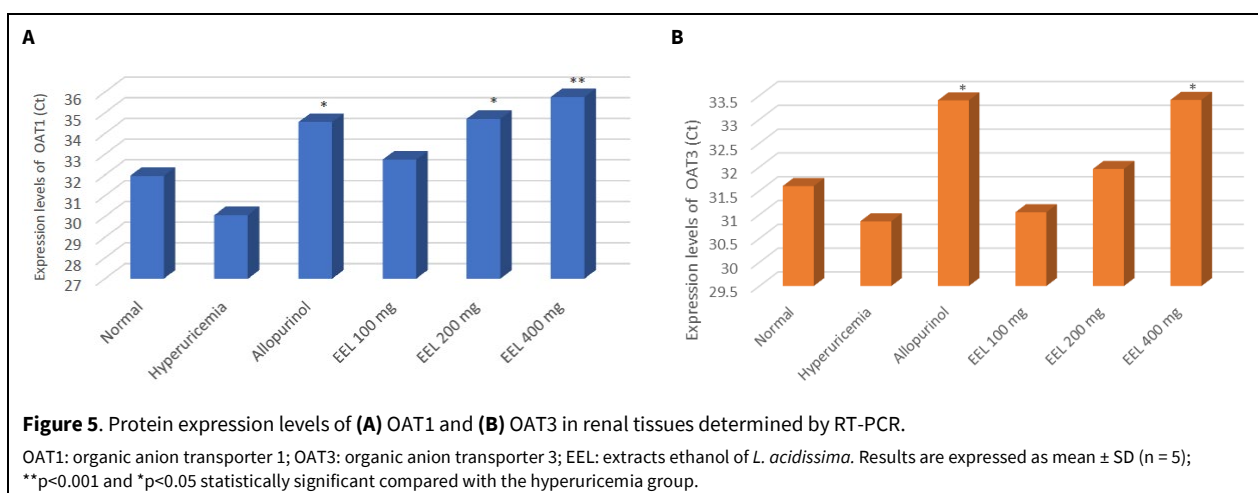 A
Expression levels of OAT1 (Ct)
36
35
34
33
32
31
30
29
28
27
*
*
**
Normal
Hyperuricemia
Allopurinol
EEL 100 mg
EEL 200 mg
EEL 400 mg
B
Expression levels of OAT3 (Ct)
33.5
33
32.5
32
31.5
31
30.5
30
29.5
*
*
Normal
Hyperuricemia
Allopurinol
EEL 100 mg
EEL 200 mg
EEL 400 mg
Figure 5. Protein expression levels of (A) OAT1 and (B) OAT3 in renal tissues determined by RT-PCR.
OAT1: organic anion transporter 1; OAT3: organic anion transporter 3; EEL: extracts ethanol of L. acidissima. Results are expressed as mean ± SD (n = 5);
**p<0.001 and *p<0.05 statistically significant compared with the hyperuricemia group.